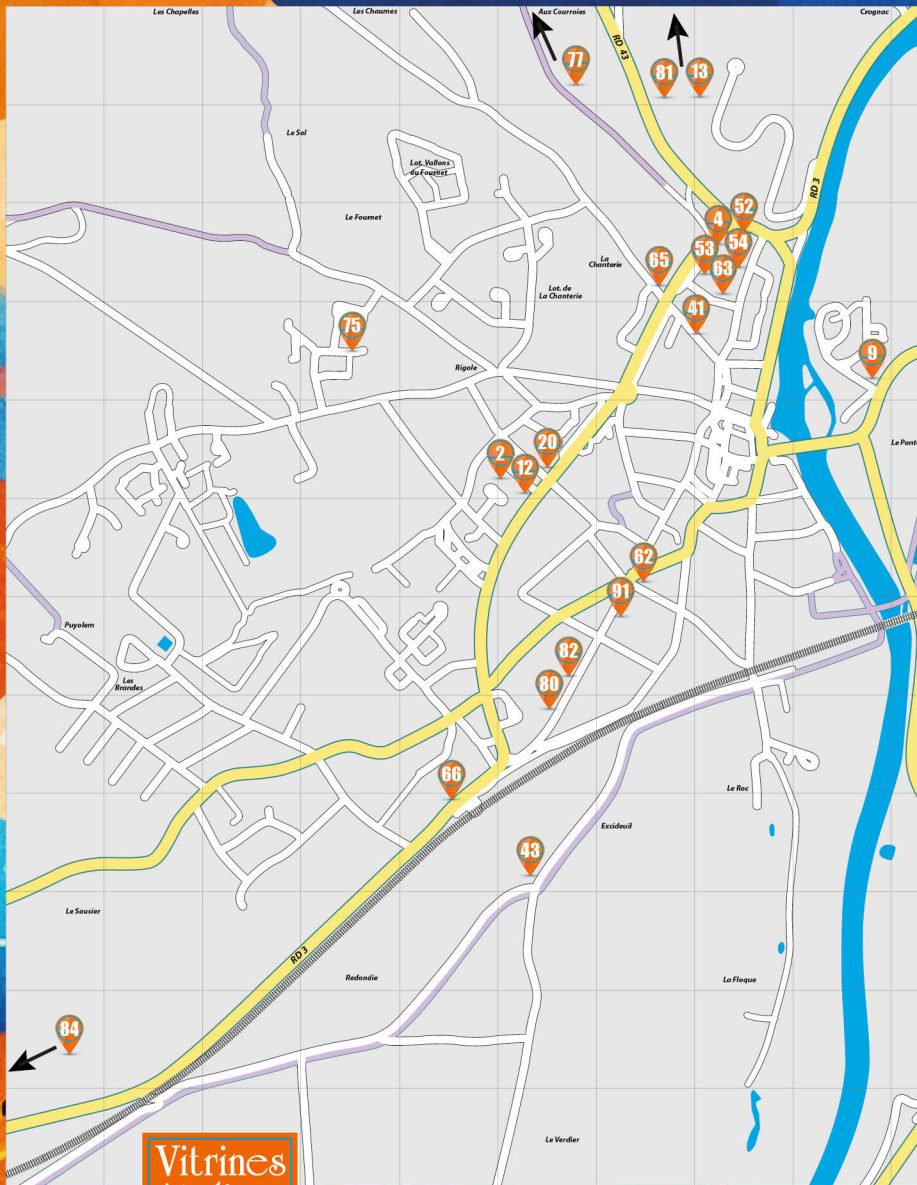 Les Chapelles
Les Chaumes
Aux Courroies
Crognac
RD 43
77
81
13
Le Sol
Lot. Vallons
du Fournet
RD 3
Le Fournet
52
4
53
54
65
63
La
Chanterie
Lot. de
La Chanterie
41
75
9
Rigole
20
2
12
Le Pont
62
91
Puyolem
82
Les
Brandes
80
66
Le Roc
Excideuil
43
Le Sausier
RD 3
Redondie
La Floque
84
Le Verdier
Vitrines